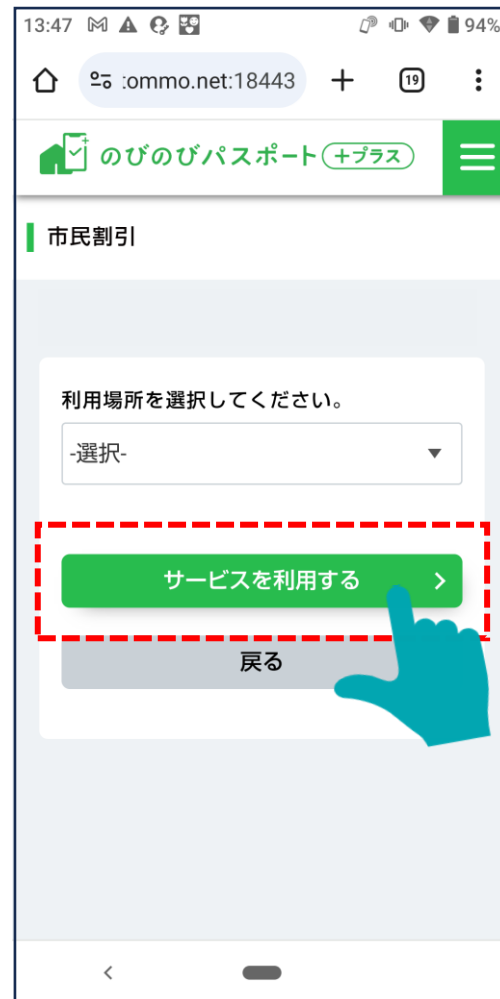 13:47 94%
:ommo.net:18443 19
のびのびパスポート +プラス
市民割引
利用場所を選択してください。
-選択-
サービスを利用する
戻る